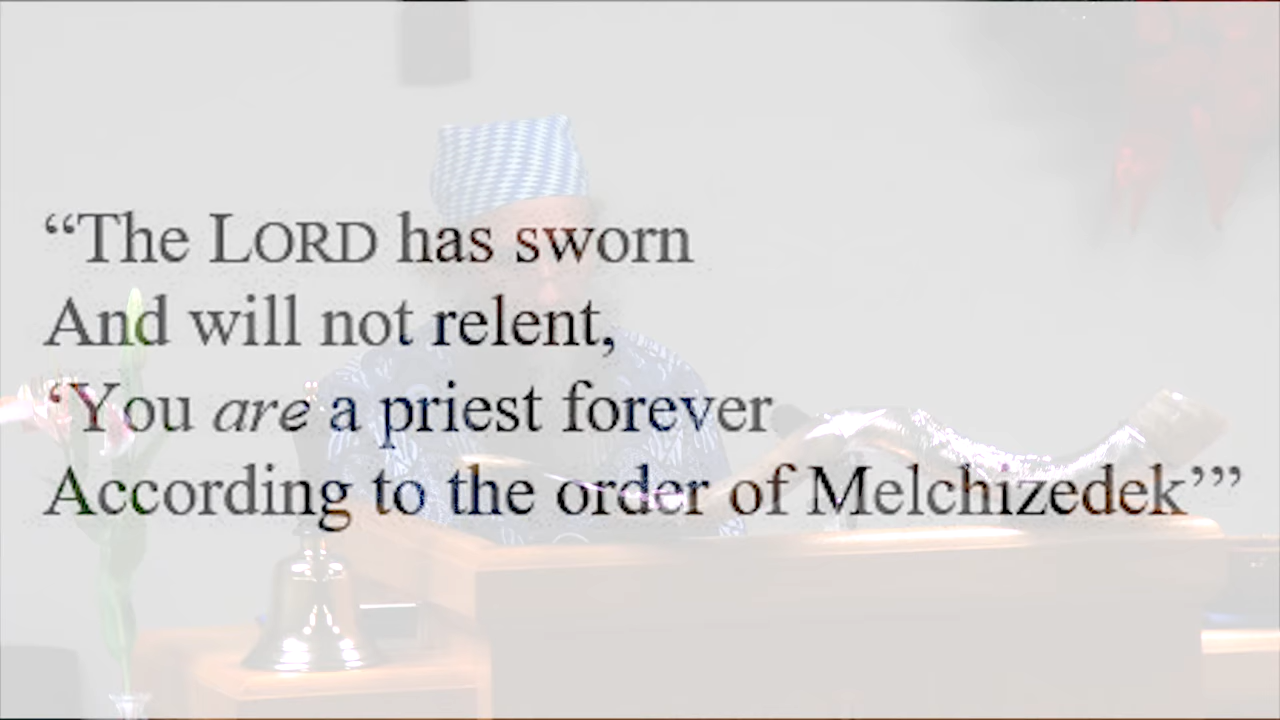 “The LORD has sworn
And will not relent,
‘You are a priest forever
According to the order of Melchizedek’”